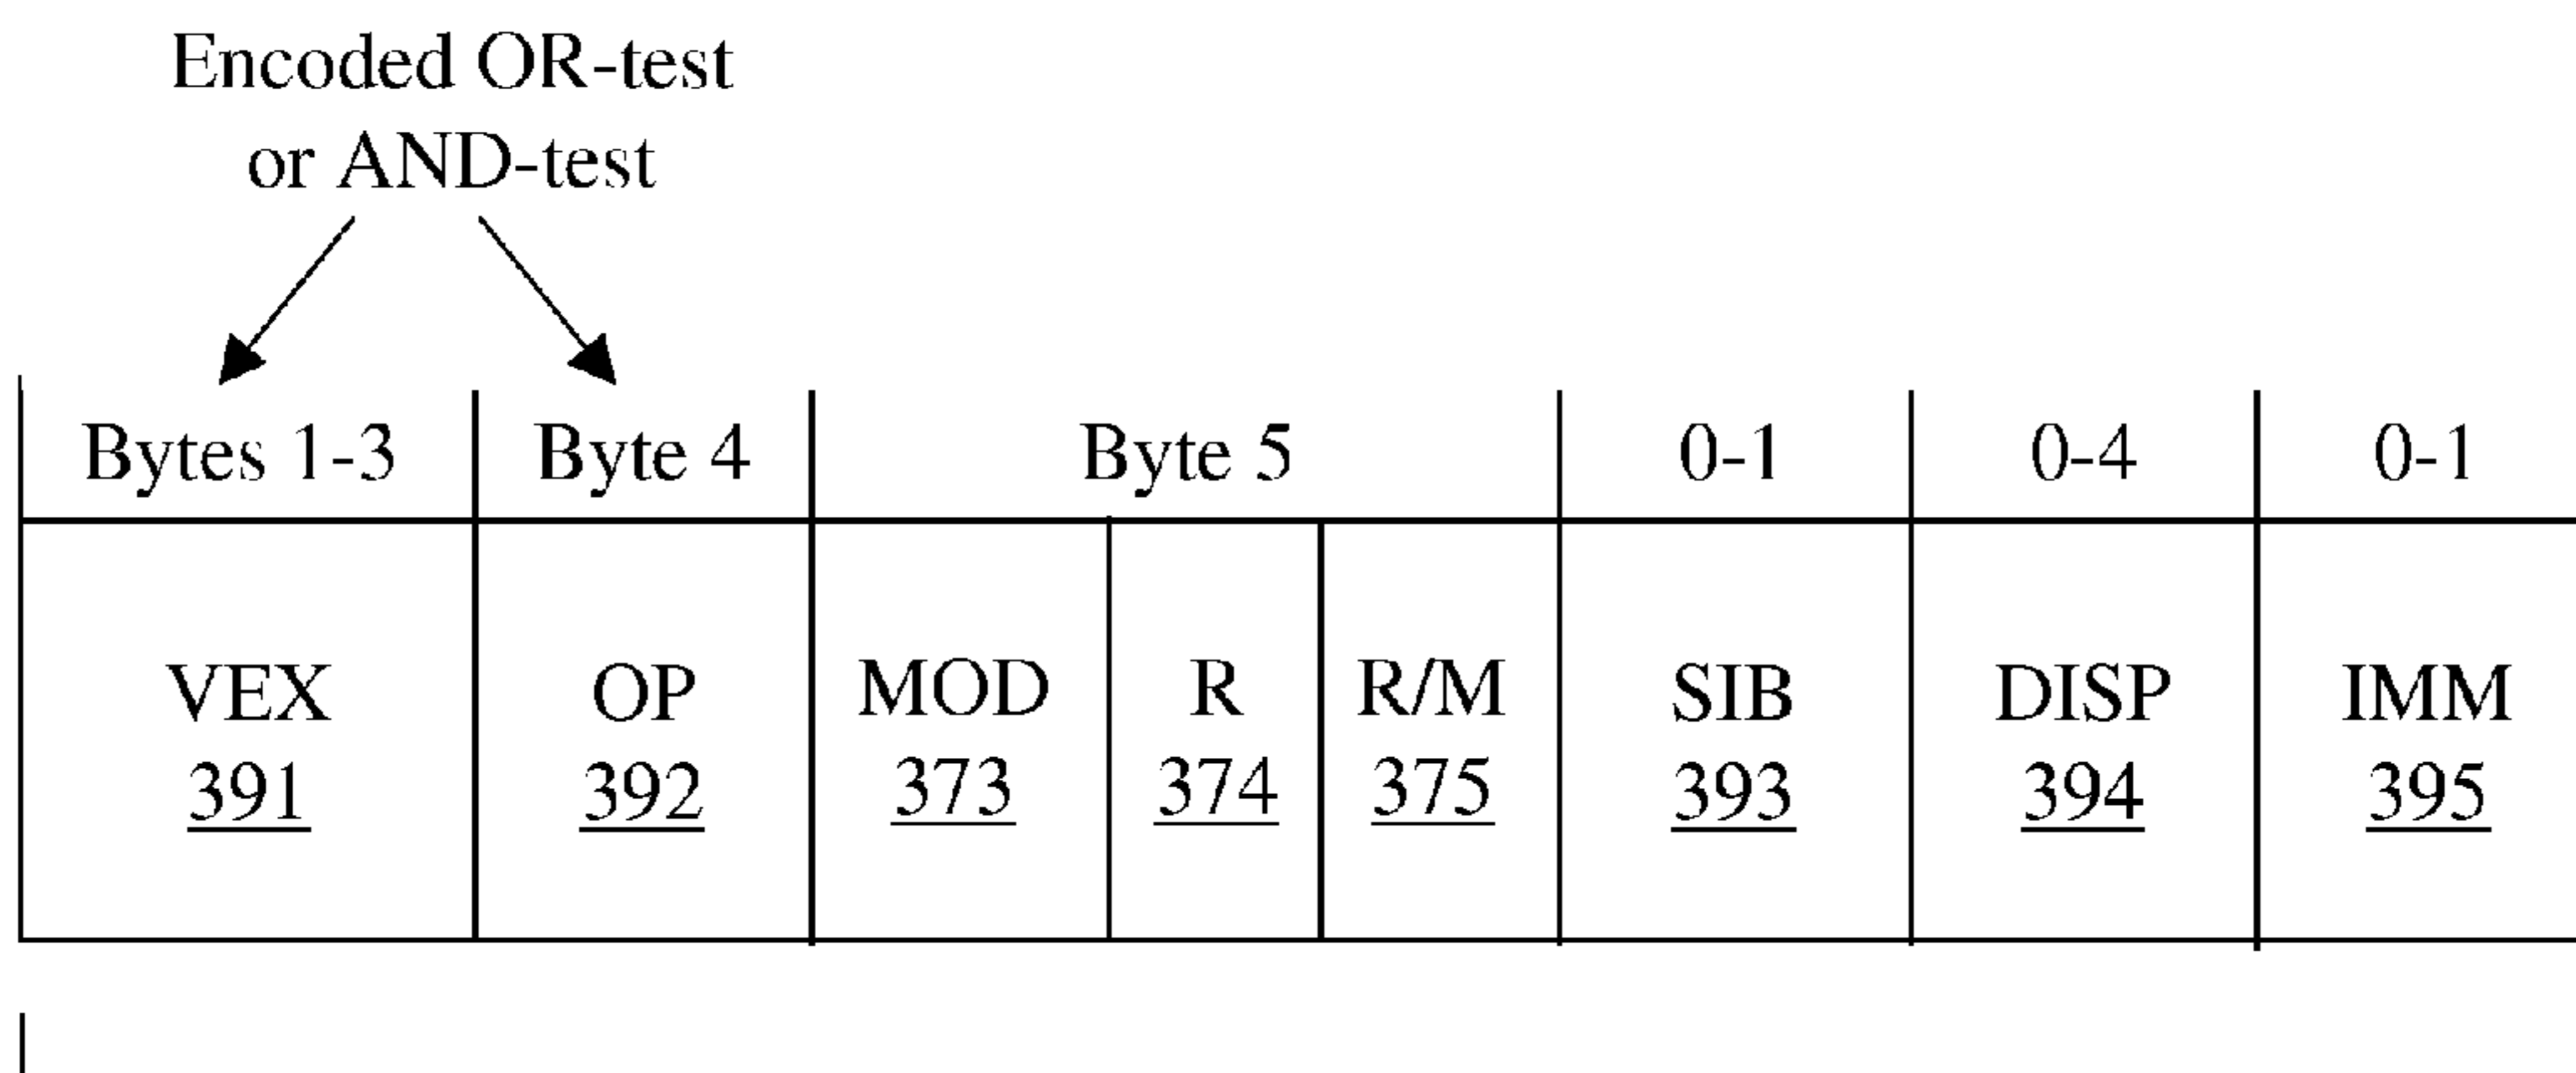 Encoded OR-test
or AND-test
Bytes 1-3 Byte 4 Byte 5 0-1 0-4 0-1
VEX OP MOD R R/M SIB DISP IMM
391 392 373 374 375 393 394 395